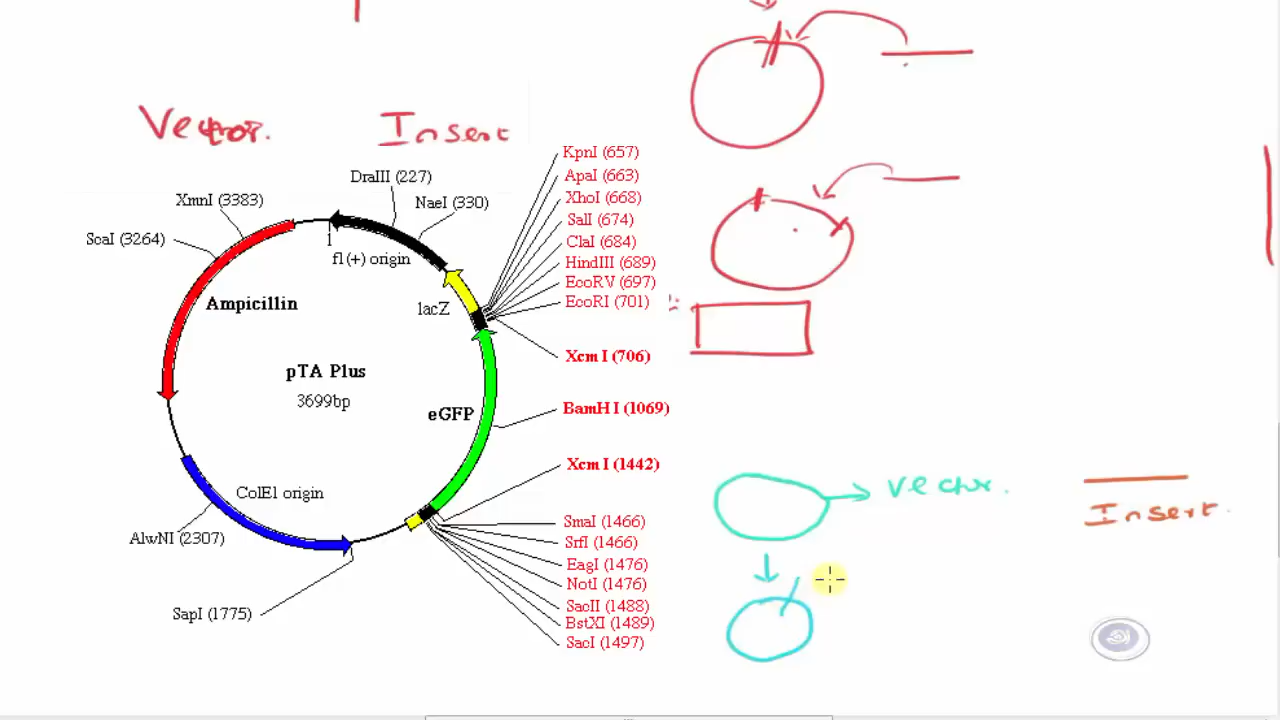 Vector. Insert
KpnI (657)
DraIII (227)
ApaI (663)
XmnI (3383)
NaeI (330)
XhoI (668)
SalI (674)
ScaI (3264)
1
ClaI (684)
f1 (+) origin
HindIII (689)
EcoRV (697)
Ampicillin
lacZ
EcoRI (701)
Xcm I (706)
pTA Plus
3699bp
eGFP
BamH I (1069)
Xcm I (1442)
ColE1 origin
vector.
Insert.
SmaI (1466)
AlwNI (2307)
SrfI (1466)
EagI (1476)
NotI (1476)
SapI (1775)
SacII (1488)
BstXI (1489)
SacI (1497)